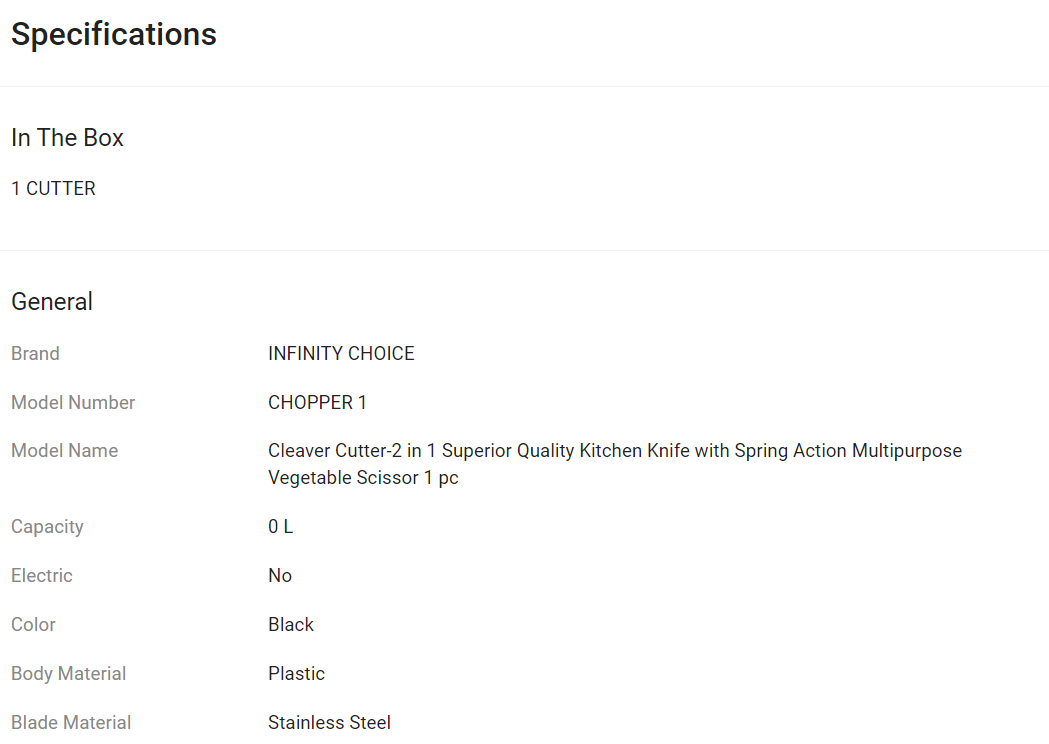 Specifications
In The Box
1 CUTTER
General
Brand INFINITY CHOICE
Model Number CHOPPER 1
Model Name Cleaver Cutter-2 in 1 Superior Quality Kitchen Knife with Spring Action Multipurpose
Vegetable Scissor 1 pc
Capacity 0 L
Electric No
Color Black
Body Material Plastic
Blade Material Stainless Steel